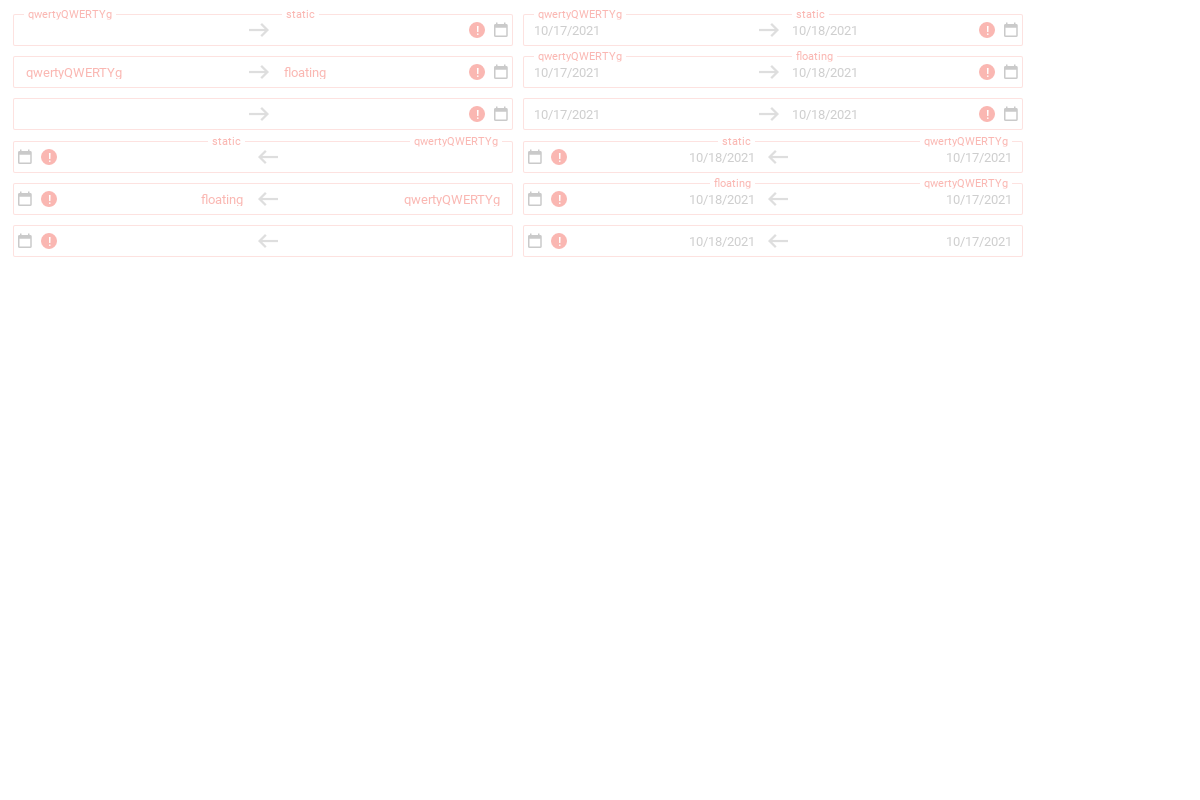 qwertyQWERTYg static qwertyQWERTYg static
10/17/2021 10/18/2021
qwertyQWERTYg floating
qwertyQWERTYg floating 10/17/2021 10/18/2021
10/17/2021 10/18/2021
static qwertyQWERTYg static qwertyQWERTYg
10/18/2021 10/17/2021
floating qwertyQWERTYg
floating qwertyQWERTYg 10/18/2021 10/17/2021
10/18/2021 10/17/2021